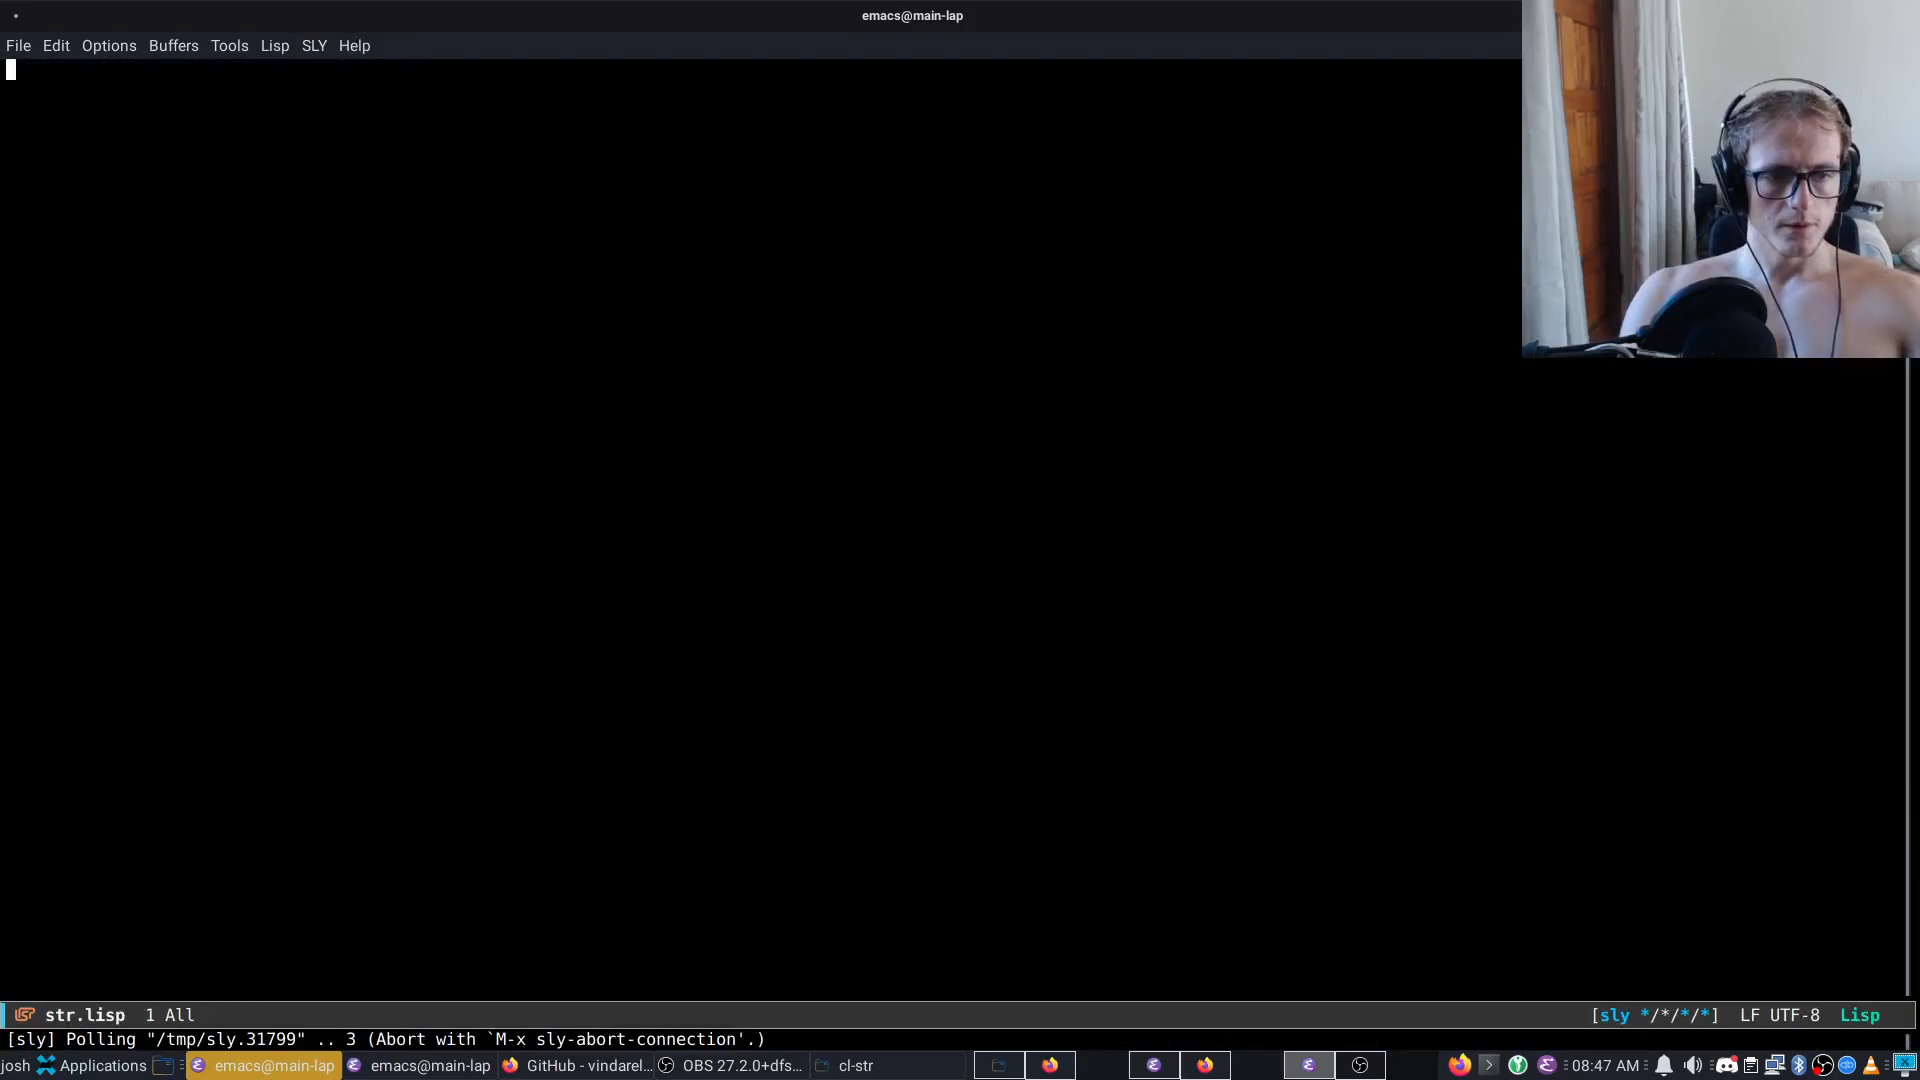 emacs@main-lap
File Edit Options Buffers Tools Lisp SLY Help
str.lisp 1 All [sly */*/*/*] LF UTF-8 Lisp
[sly] Polling "/tmp/sly.31799" .. 3 (Abort with `M-x sly-abort-connection'.)
josh Applications emacs@main-lap emacs@main-lap GitHub - vindarel... OBS 27.2.0+dfs... cl-str 08:47 AM